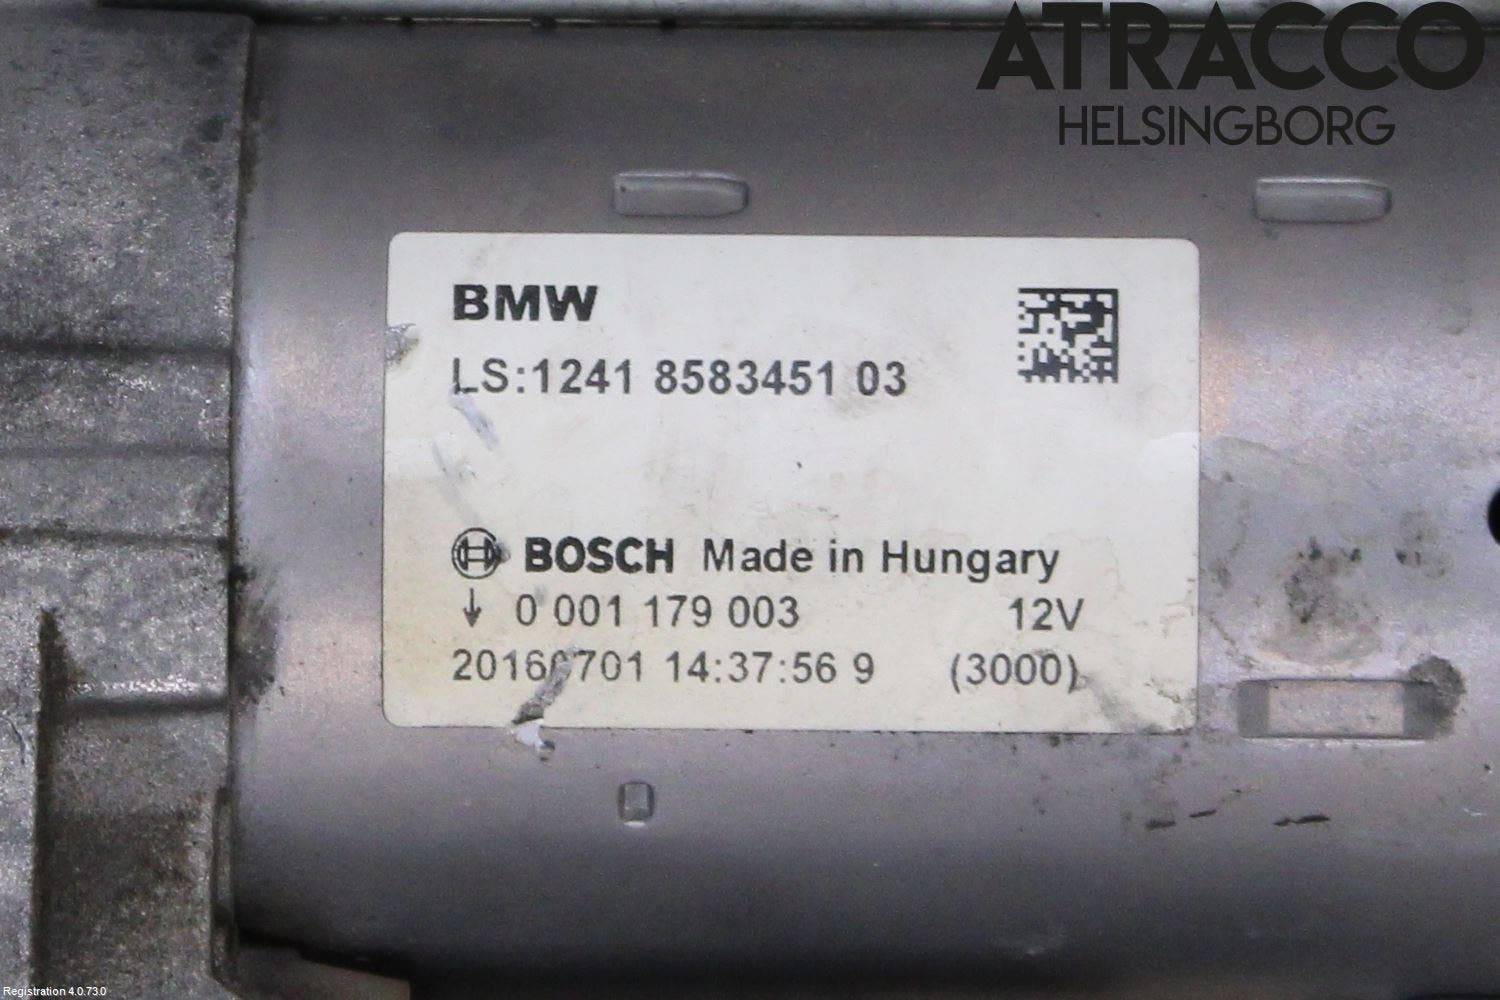 ATRACCO
HELSINGBORG
BMW
LS:1241 8583451 03
BOSCH Made in Hungary
↓ 0 001 179 003 12V
20160701 14:37:56 9 (3000)
Registration 4.0.73.0